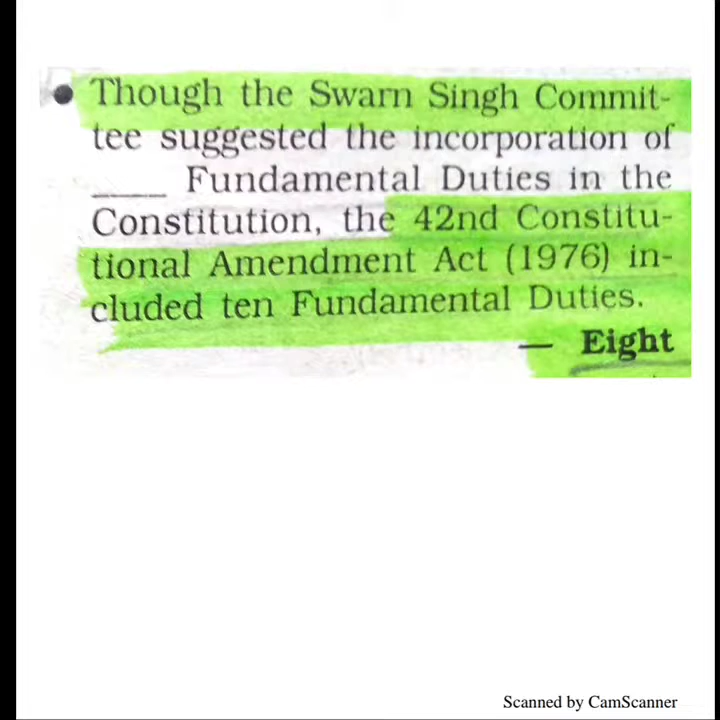 • Though the Swarn Singh Commit-
tee suggested the incorporation of
____ Fundamental Duties in the
Constitution, the 42nd Constitu-
tional Amendment Act (1976) in-
cluded ten Fundamental Duties.
— Eight
Scanned by CamScanner